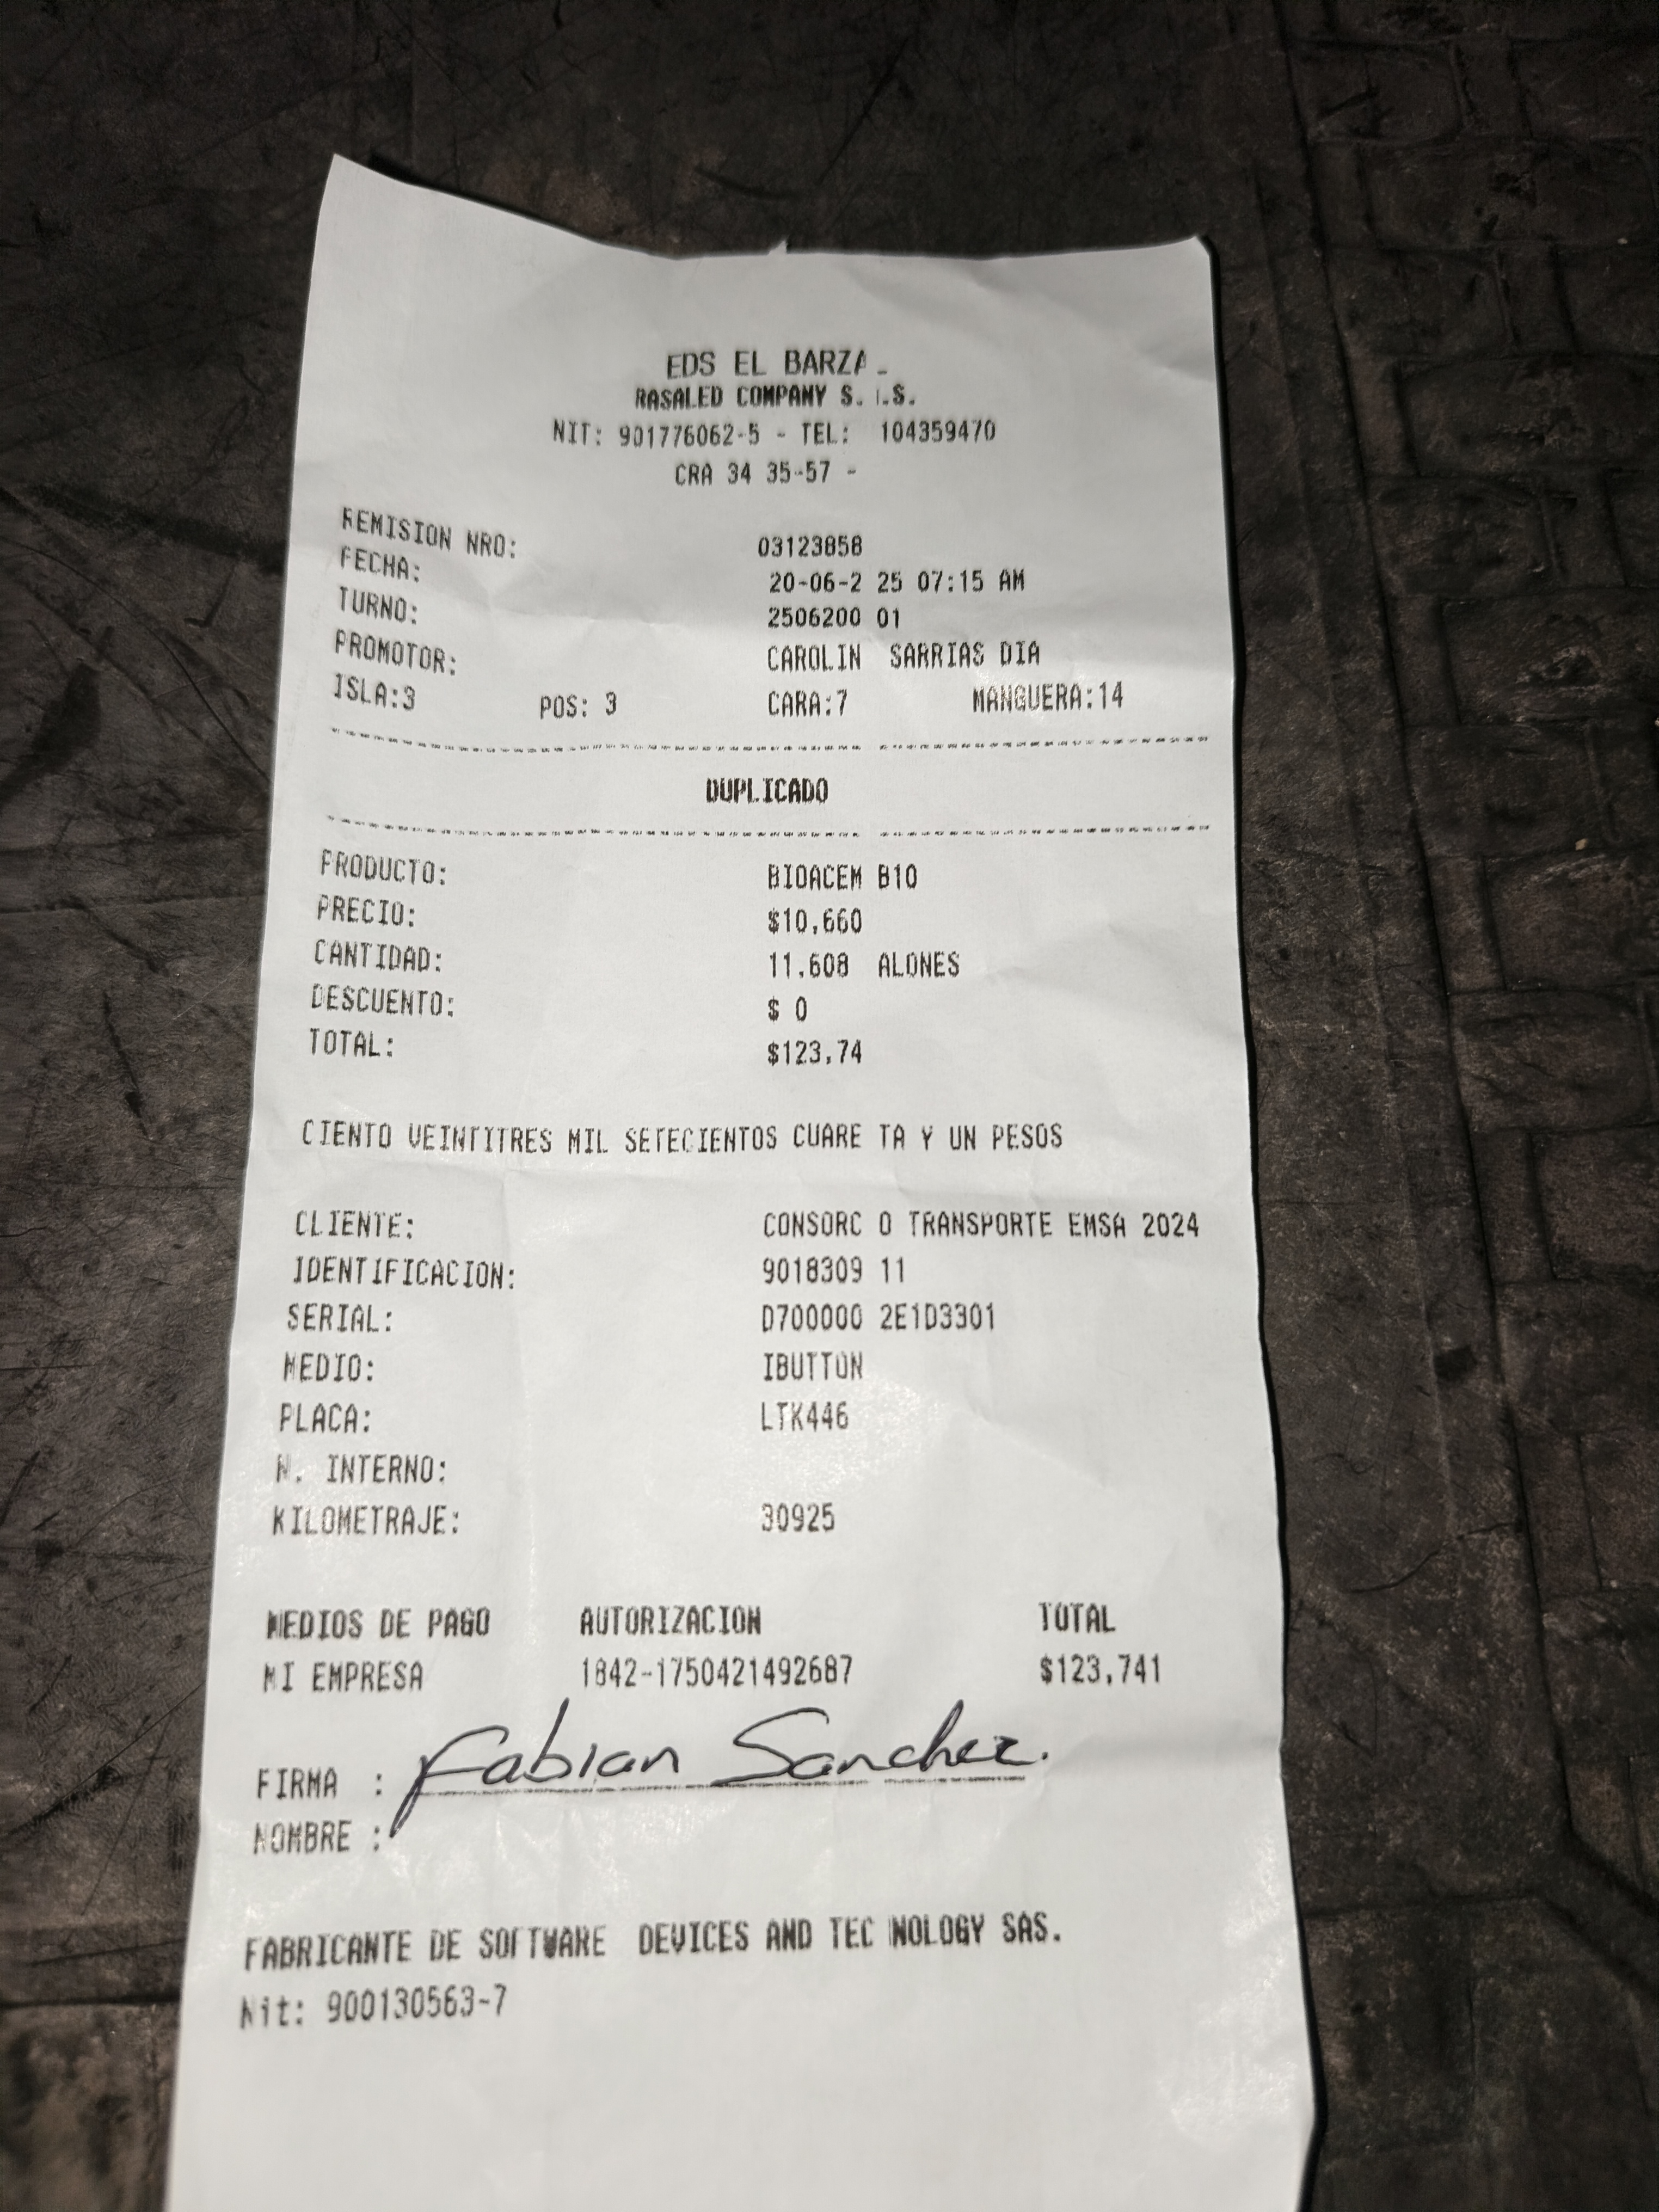 EDS EL BARZA
RASALED COMPANY S. .S.
NIT: 901776062-5 - TEL: 104359470
CRA 34 35-57 -
REMISION NRO: 03123858
FECHA: 20-06-2 25 07:15 AM
TURNO: 2506200 01
PROMOTOR: CAROLIN SARRIAS DIA
ISLA:3 POS: 3 CARA:7 MANGUERA:14
DUPLICADO
PRODUCTO: BIOACEM B10
PRECIO: $10,660
CANTIDAD: 11.608 ALONES
DESCUENTO: $ 0
TOTAL: $123,74
CIENTO VEINTITRES MIL SETECIENTOS CUARE TA Y UN PESOS
CLIENTE: CONSORC O TRANSPORTE EMSA 2024
IDENTIFICACION: 9018309 11
SERIAL: D700000 2E1D3301
MEDIO: IBUTTON
PLACA: LTK446
N. INTERNO:
KILOMETRAJE: 30925
MEDIOS DE PAGO AUTORIZACION TOTAL
MI EMPRESA 1842-1750421492687 $123,741
FIRMA : Fabian Sanchez.
NOMBRE :
FABRICANTE DE SOFTWARE DEVICES AND TEC NOLOGY SAS.
Nit: 900130563-7